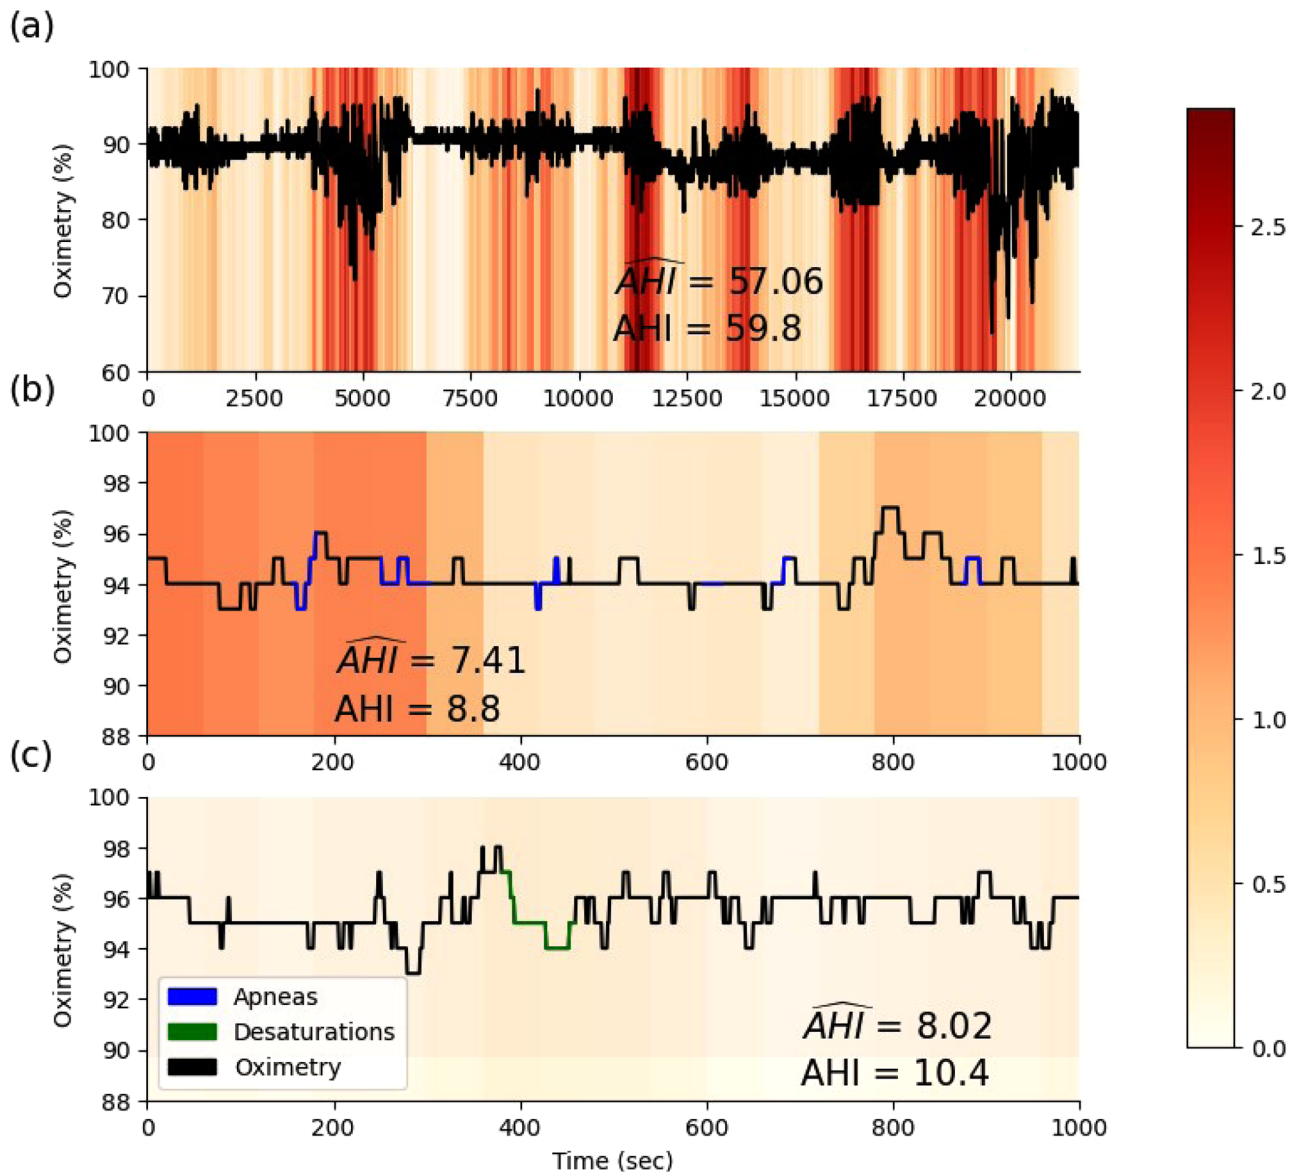 (a)
100
90
80
70
60
Oximetry (%)
$\widehat{AHI}$ = 57.06
AHI = 59.8
0 2500 5000 7500 10000 12500 15000 17500 20000
(b)
100
98
96
94
92
90
88
Oximetry (%)
$\widehat{AHI}$ = 7.41
AHI = 8.8
0 200 400 600 800 1000
(c)
100
98
96
94
92
90
88
Oximetry (%)
Apneas
Desaturations
Oximetry
$\widehat{AHI}$ = 8.02
AHI = 10.4
0 200 400 600 800 1000
Time (sec)
2.5
2.0
1.5
1.0
0.5
0.0